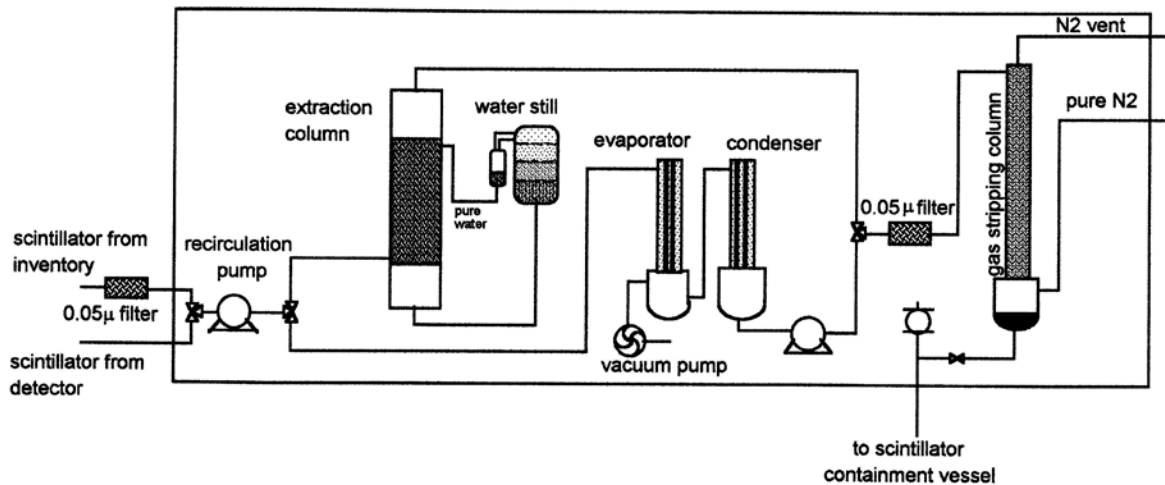 N2 vent
extraction
column
water still
pure N2
evaporator
condenser
gas stripping column
0.05 μ filter
pure
water
scintillator from
inventory
recirculation
pump
0.05μ filter
scintillator from
detector
vacuum pump
to scintillator
containment vessel